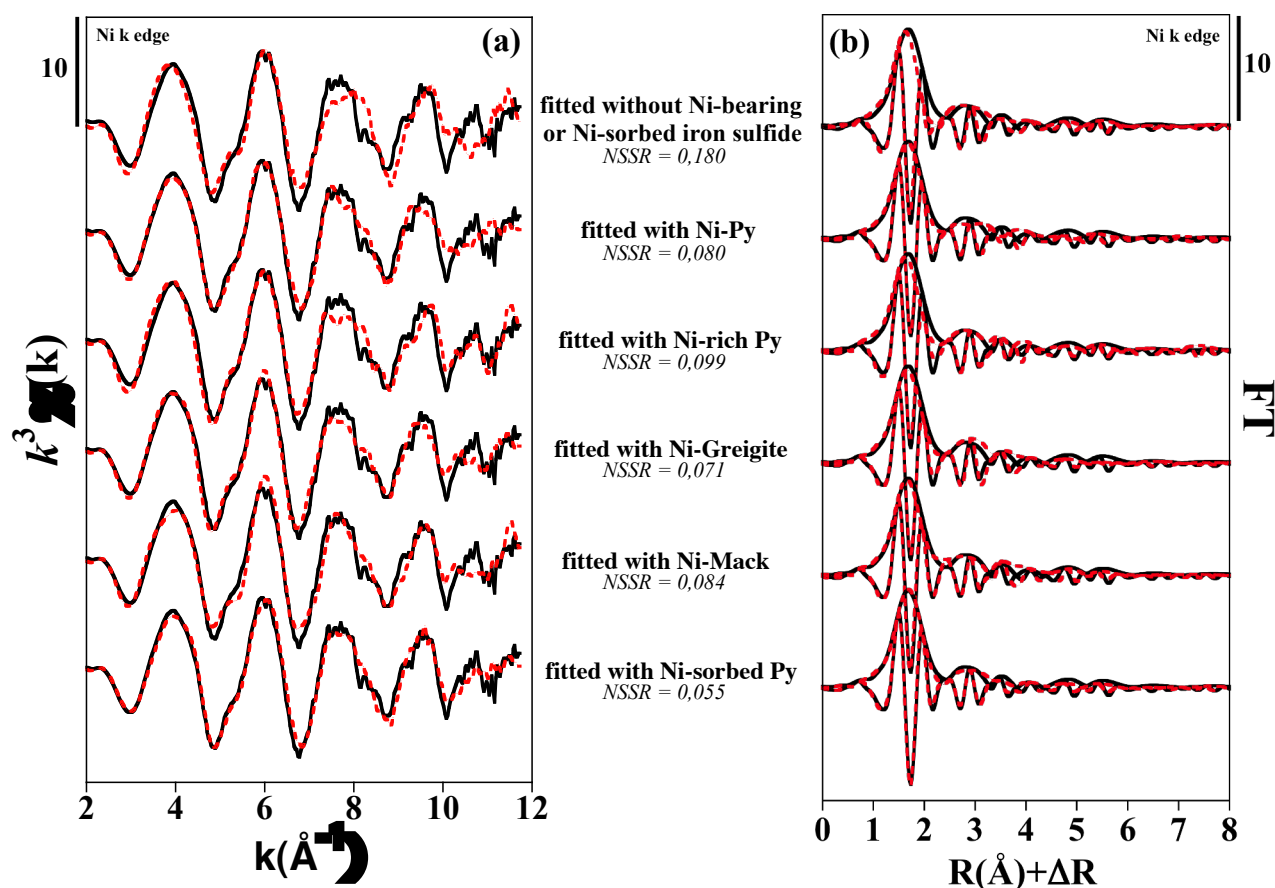 Ni k edge
(a)
10
fitted without Ni-bearing
or Ni-sorbed iron sulfide
NSSR = 0,180
fitted with Ni-Py
NSSR = 0,080
fitted with Ni-rich Py
NSSR = 0,099
fitted with Ni-Greigite
NSSR = 0,071
fitted with Ni-Mack
NSSR = 0,084
fitted with Ni-sorbed Py
NSSR = 0,055
k³ (k)
2 4 6 8 10 12
k(Å⁻¹)
(b)
Ni k edge
10
FT
0 1 2 3 4 5 6 7 8
R(Å)+ΔR